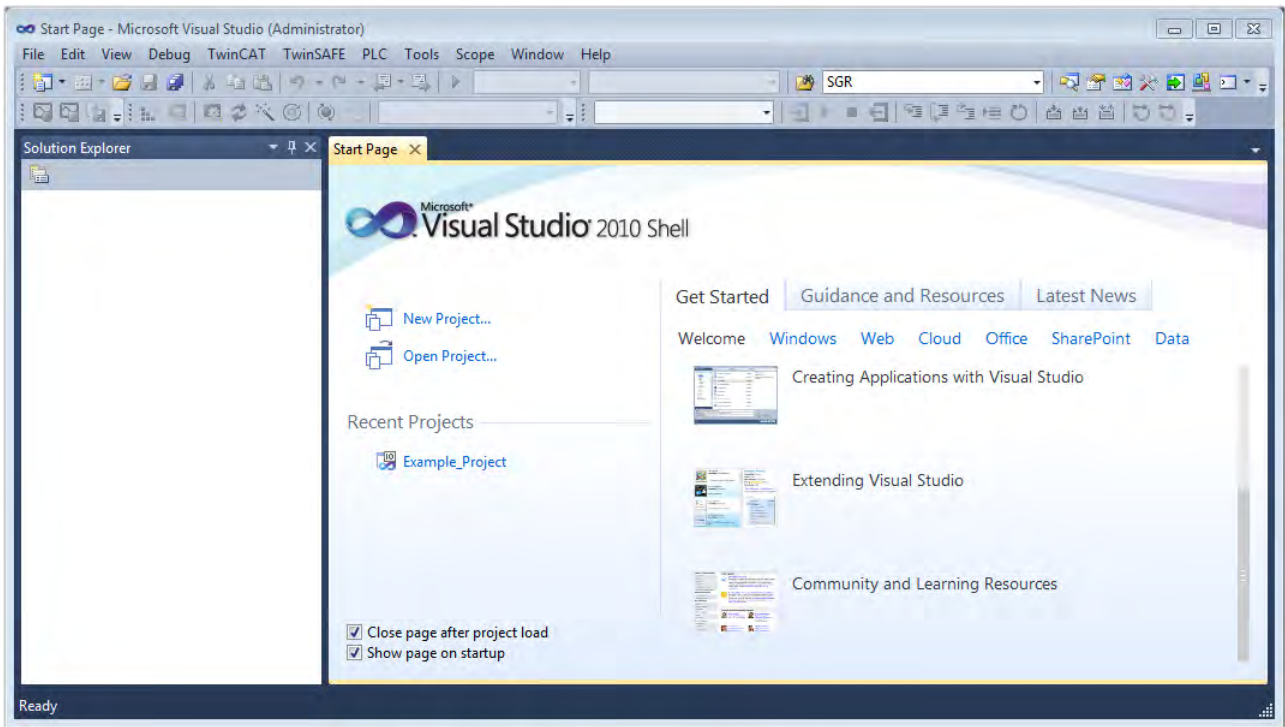 Start Page - Microsoft Visual Studio (Administrator)
File Edit View Debug TwinCAT TwinSAFE PLC Tools Scope Window Help
SGR
Solution Explorer
Start Page
Microsoft
Visual Studio 2010 Shell
New Project...
Open Project...
Recent Projects
Example_Project
Close page after project load
Show page on startup
Get Started Guidance and Resources Latest News
Welcome Windows Web Cloud Office SharePoint Data
Creating Applications with Visual Studio
Extending Visual Studio
Community and Learning Resources
Ready